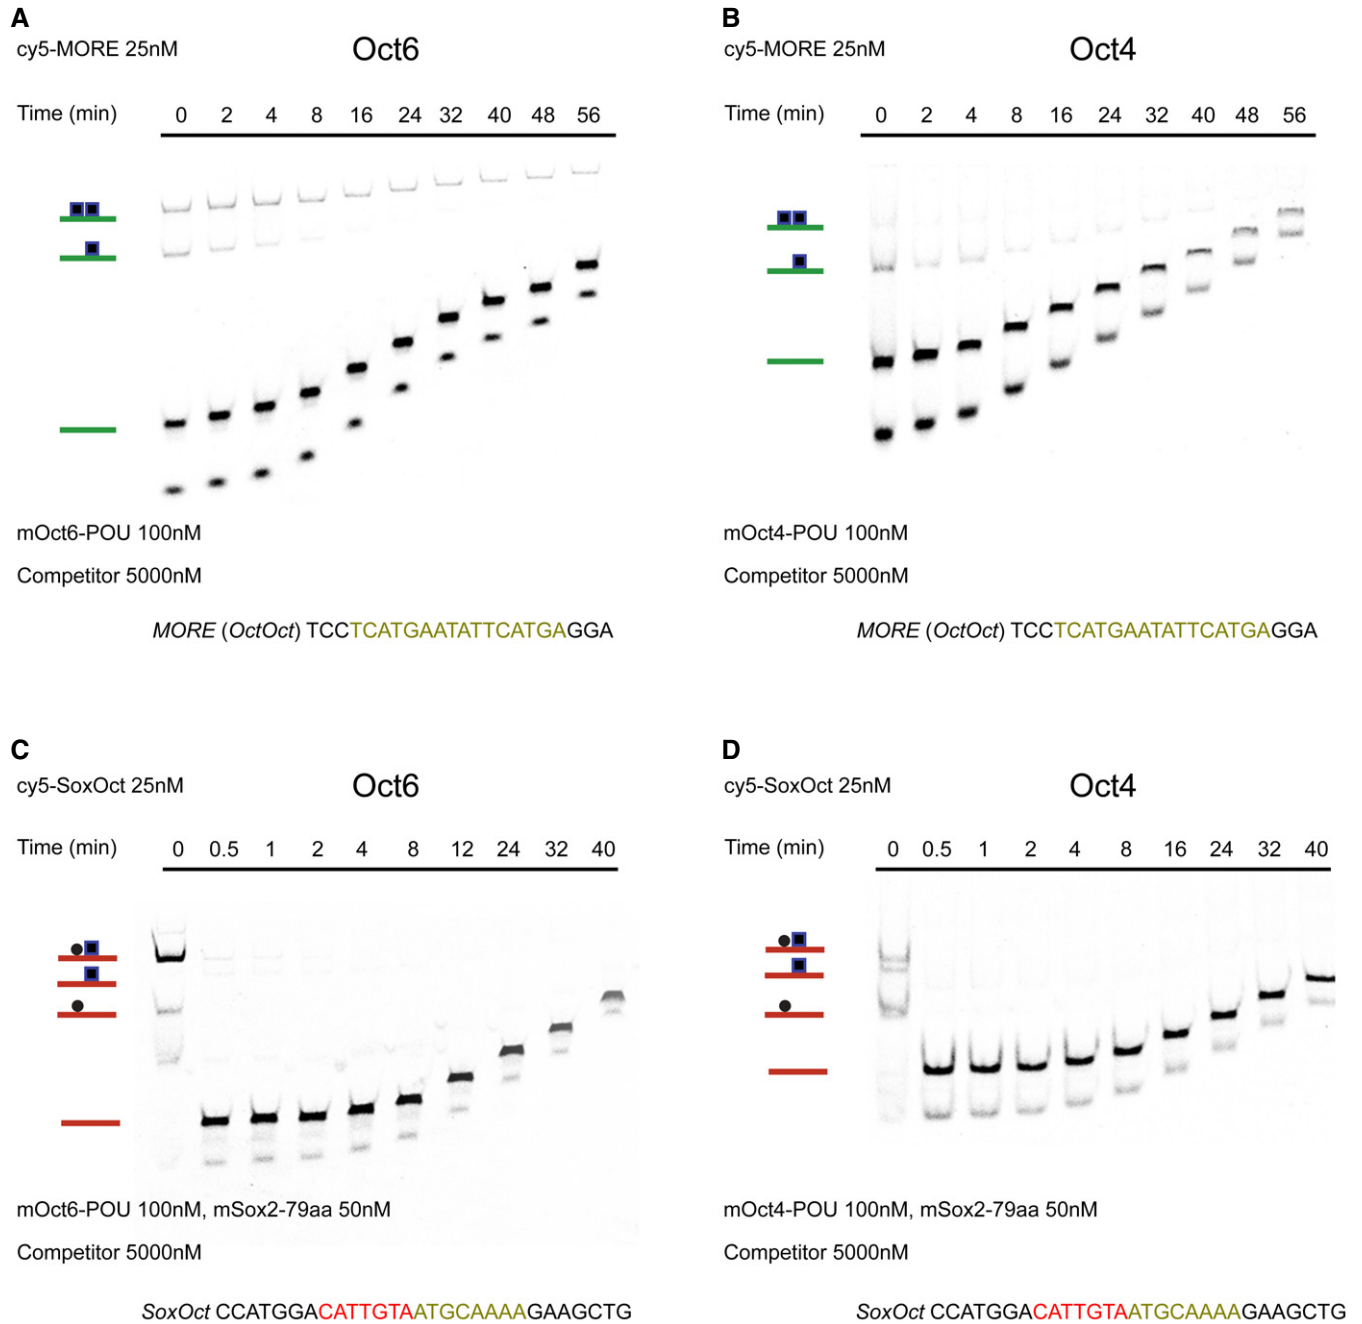 A
cy5-MORE 25nM
Oct6
Time (min) 0 2 4 8 16 24 32 40 48 56
mOct6-POU 100nM
Competitor 5000nM
MORE (OctOct) TCCTCATGAATATTCATGAGGA
B
cy5-MORE 25nM
Oct4
Time (min) 0 2 4 8 16 24 32 40 48 56
mOct4-POU 100nM
Competitor 5000nM
MORE (OctOct) TCCTCATGAATATTCATGAGGA
C
cy5-SoxOct 25nM
Oct6
Time (min) 0 0.5 1 2 4 8 12 24 32 40
mOct6-POU 100nM, mSox2-79aa 50nM
Competitor 5000nM
SoxOct CCATGGACATTGTAATGCAAAAGAAGCTG
D
cy5-SoxOct 25nM
Oct4
Time (min) 0 0.5 1 2 4 8 16 24 32 40
mOct4-POU 100nM, mSox2-79aa 50nM
Competitor 5000nM
SoxOct CCATGGACATTGTAATGCAAAAGAAGCTG